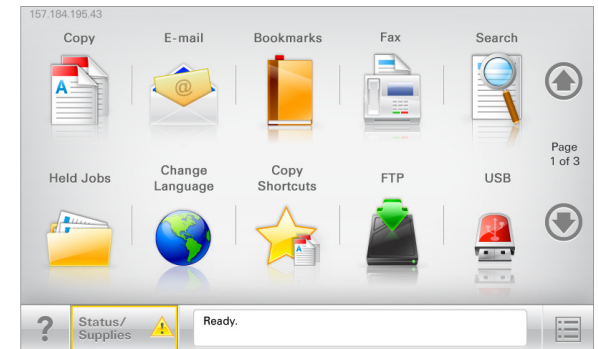 157.184.195.43
Copy
E-mail
Bookmarks
Fax
Search
A
@
Page
1 of 3
Held Jobs
Change
Language
Copy
Shortcuts
FTP
USB
A
?
Status/
Supplies
!
Ready.